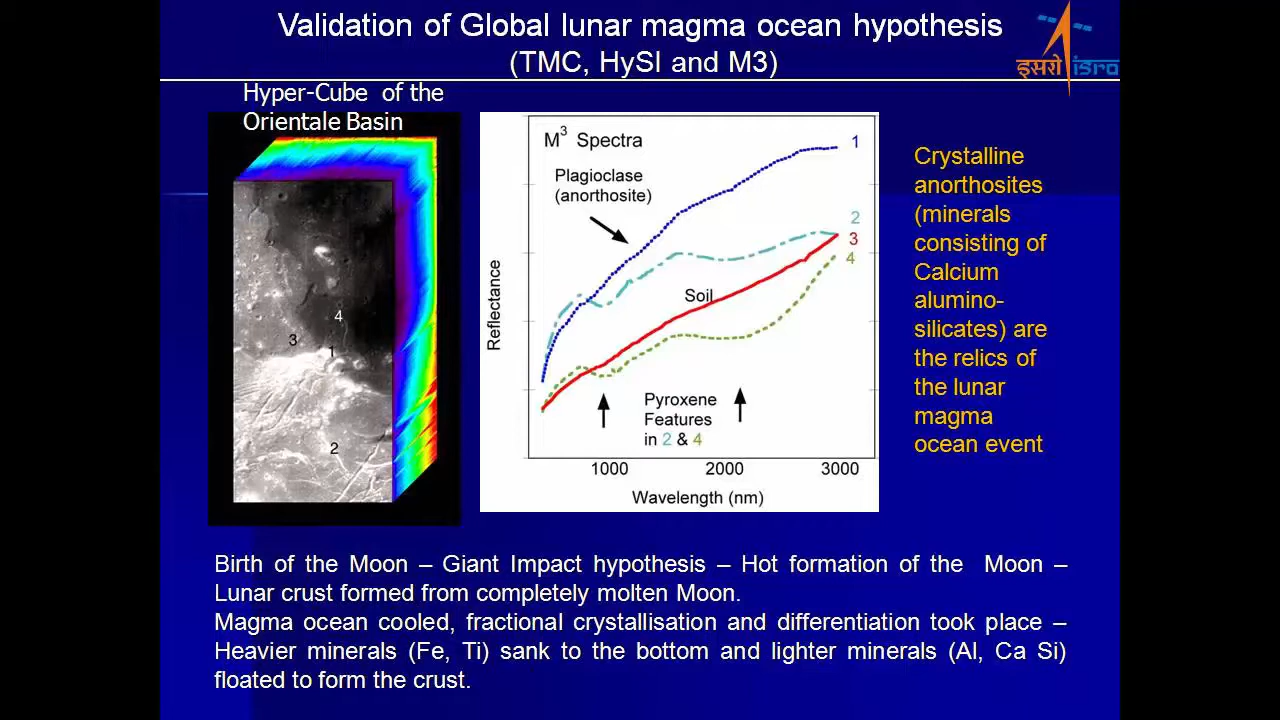 Validation of Global lunar magma ocean hypothesis
(TMC, HySI and M3)
इसरो isro
Hyper-Cube of the
Orientale Basin
4
3
1
2
M3 Spectra
Plagioclase
(anorthosite)
1
2
3
4
Soil
Reflectance
Pyroxene
Features
in 2 & 4
1000 2000 3000
Wavelength (nm)
Crystalline
anorthosites
(minerals
consisting of
Calcium
alumino-
silicates) are
the relics of
the lunar
magma
ocean event
Birth of the Moon – Giant Impact hypothesis – Hot formation of the Moon –
Lunar crust formed from completely molten Moon.
Magma ocean cooled, fractional crystallisation and differentiation took place –
Heavier minerals (Fe, Ti) sank to the bottom and lighter minerals (Al, Ca Si)
floated to form the crust.